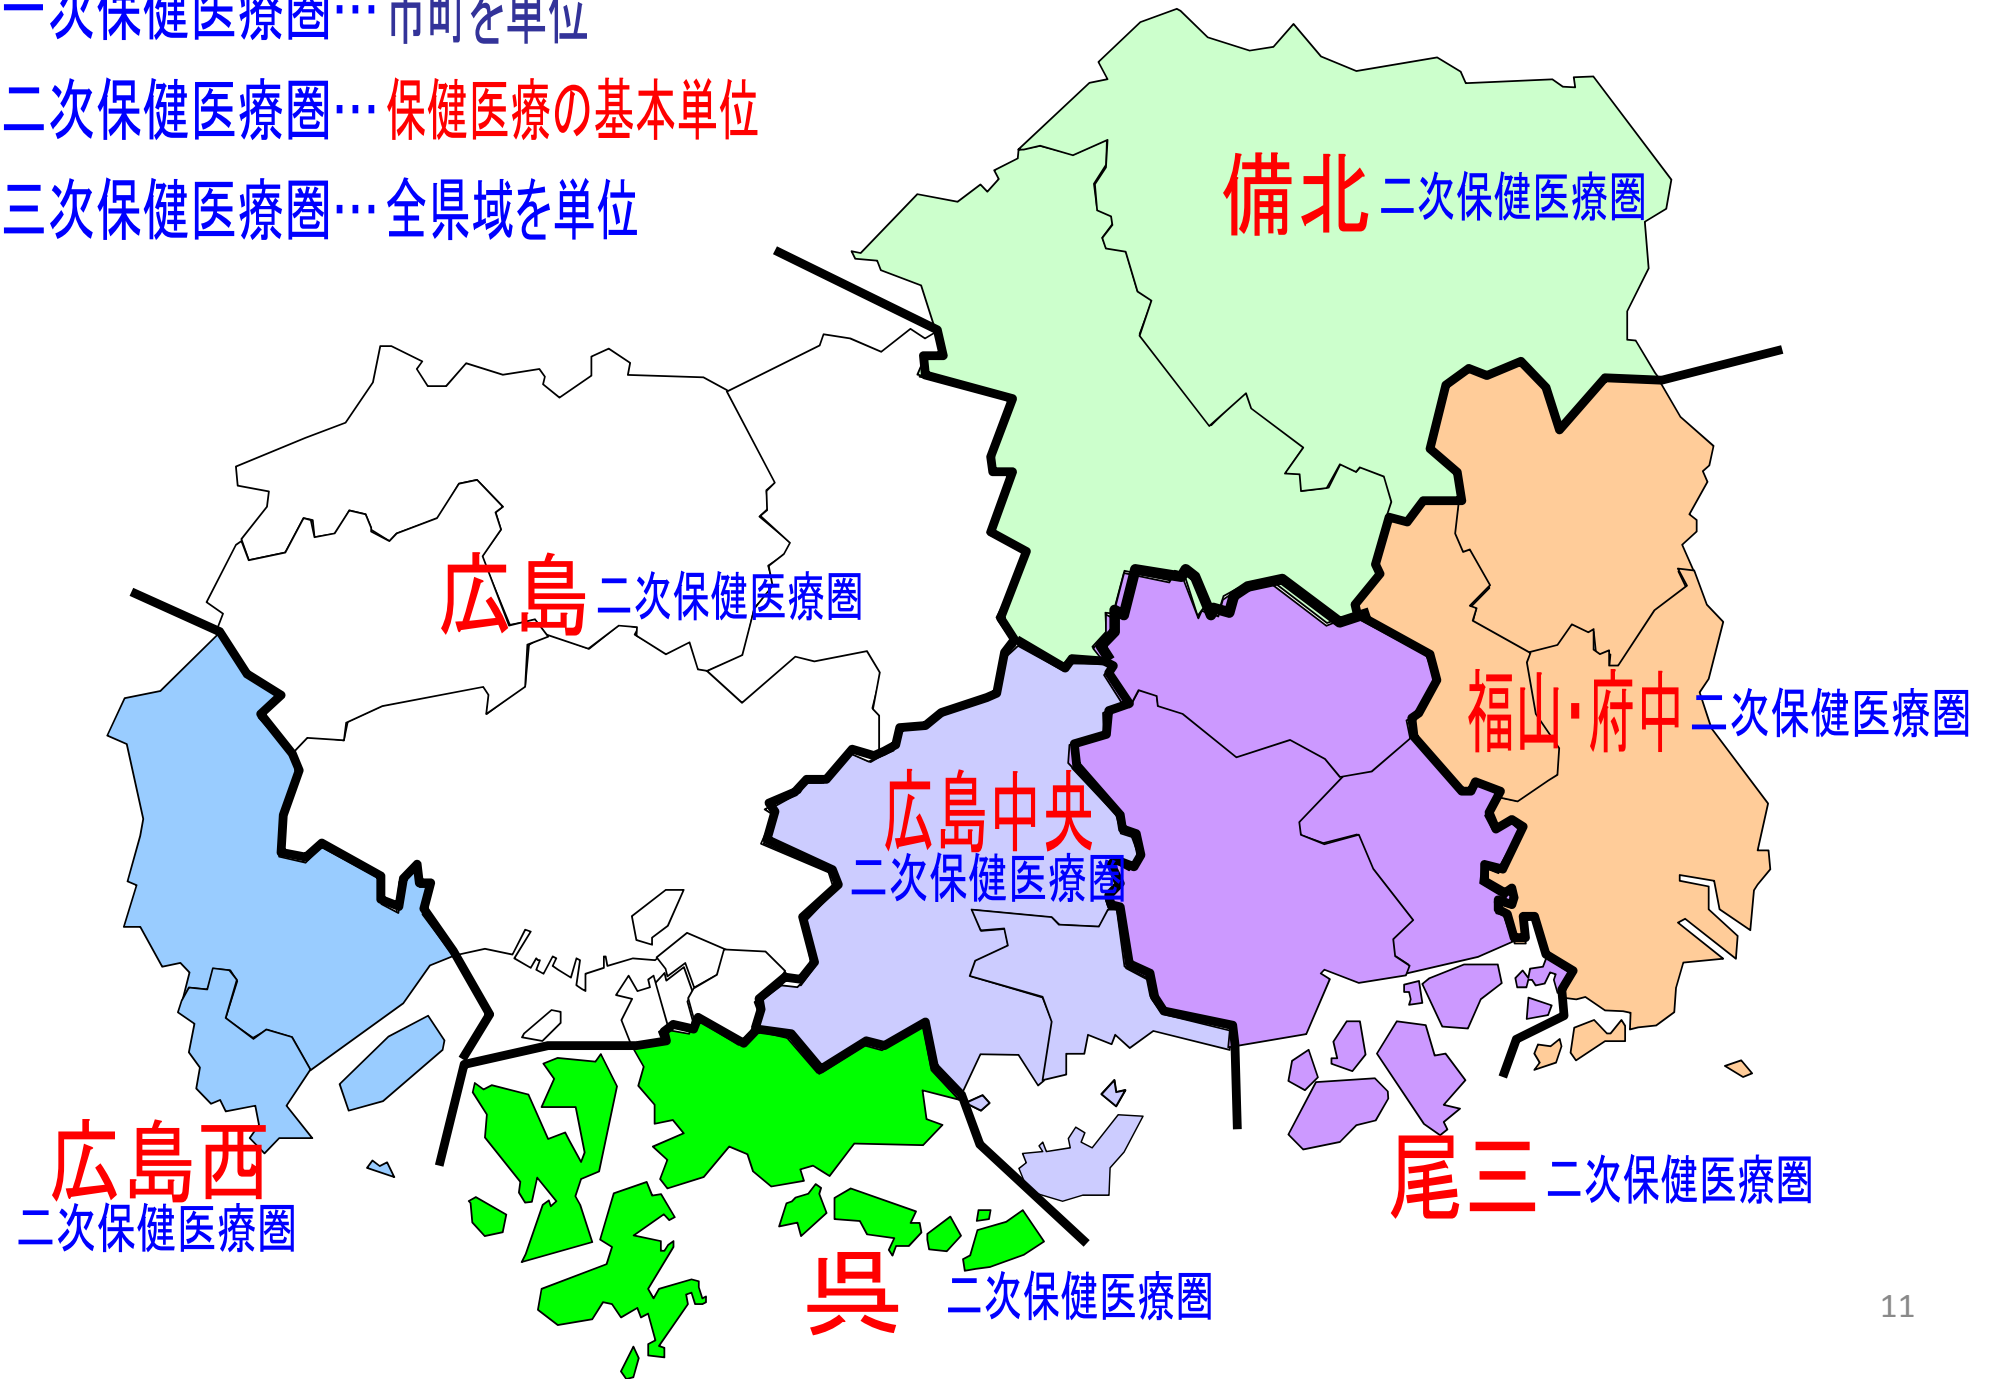 一次保健医療圏…市町を単位
二次保健医療圏…保健医療の基本単位
三次保健医療圏…全県域を単位
備北二次保健医療圏
広島二次保健医療圏
福山・府中二次保健医療圏
広島中央
二次保健医療圏
広島西
二次保健医療圏
尾三二次保健医療圏
呉二次保健医療圏
11